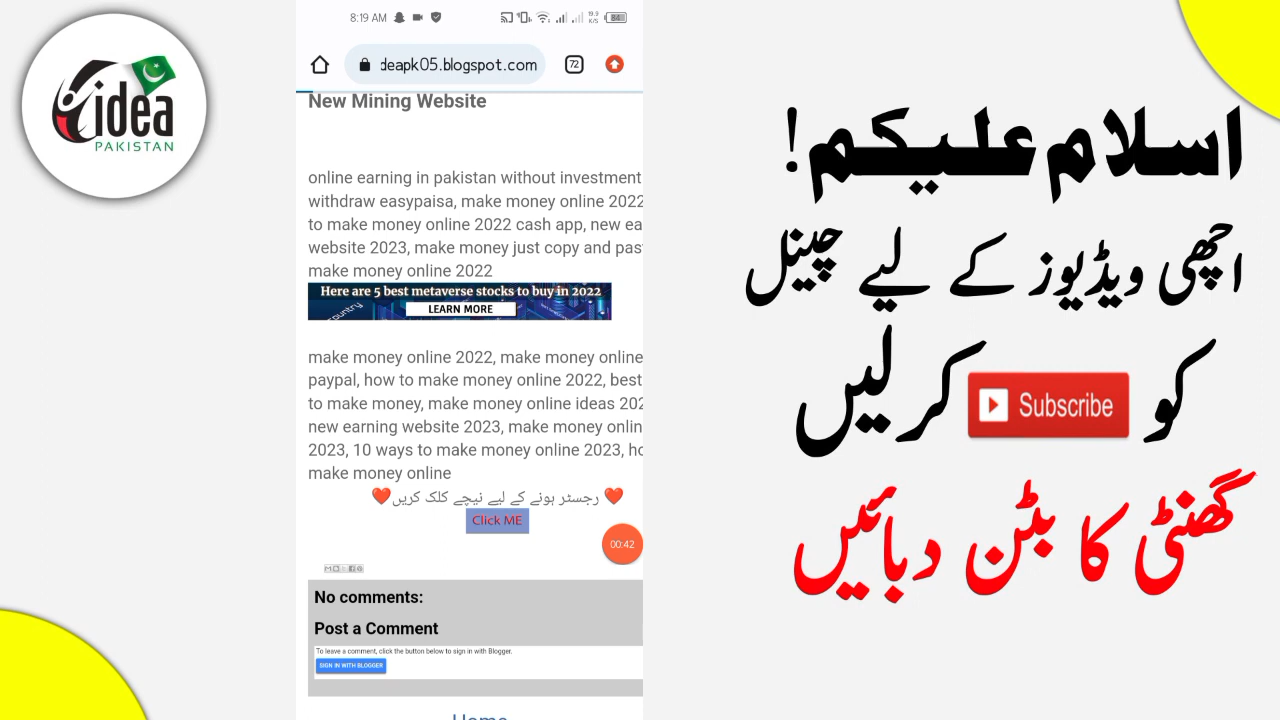 idea
PAKISTAN
8:19 AM
19.9
K/S
84
deapk05.blogspot.com
72
New Mining Website
online earning in pakistan without investment
withdraw easypaisa, make money online 2022
to make money online 2022 cash app, new ea
website 2023, make money just copy and pas
make money online 2022
Here are 5 best metaverse stocks to buy in 2022
country
LEARN MORE
make money online 2022, make money online
paypal, how to make money online 2022, best
to make money, make money online ideas 202
new earning website 2023, make money onlin
2023, 10 ways to make money online 2023, ho
make money online
❤️ رجسٹر ہونے کے لیے نیچے کلک کریں❤️
Click ME
00:42
No comments:
Post a Comment
To leave a comment, click the button below to sign in with Blogger.
SIGN IN WITH BLOGGER
Home
اسلام علیکم!
اچھی ویڈیوز کے لیے چینل
کو Subscribe کرلیں
گھنٹی کا بٹن دبائیں